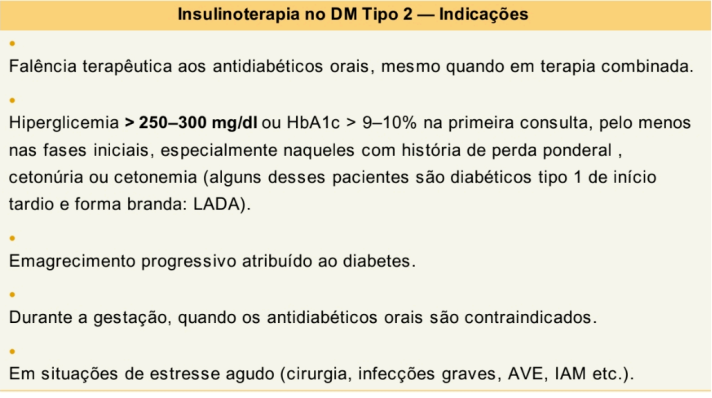 Insulinoterapia no DM Tipo 2 — Indicações
•
Falência terapêutica aos antidiabéticos orais, mesmo quando em terapia combinada.
•
Hiperglicemia > 250–300 mg/dl ou HbA1c > 9–10% na primeira consulta, pelo menos
nas fases iniciais, especialmente naqueles com história de perda ponderal ,
cetonúria ou cetonemia (alguns desses pacientes são diabéticos tipo 1 de início
tardio e forma branda: LADA).
•
Emagrecimento progressivo atribuído ao diabetes.
•
Durante a gestação, quando os antidiabéticos orais são contraindicados.
•
Em situações de estresse agudo (cirurgia, infecções graves, AVE, IAM etc.).